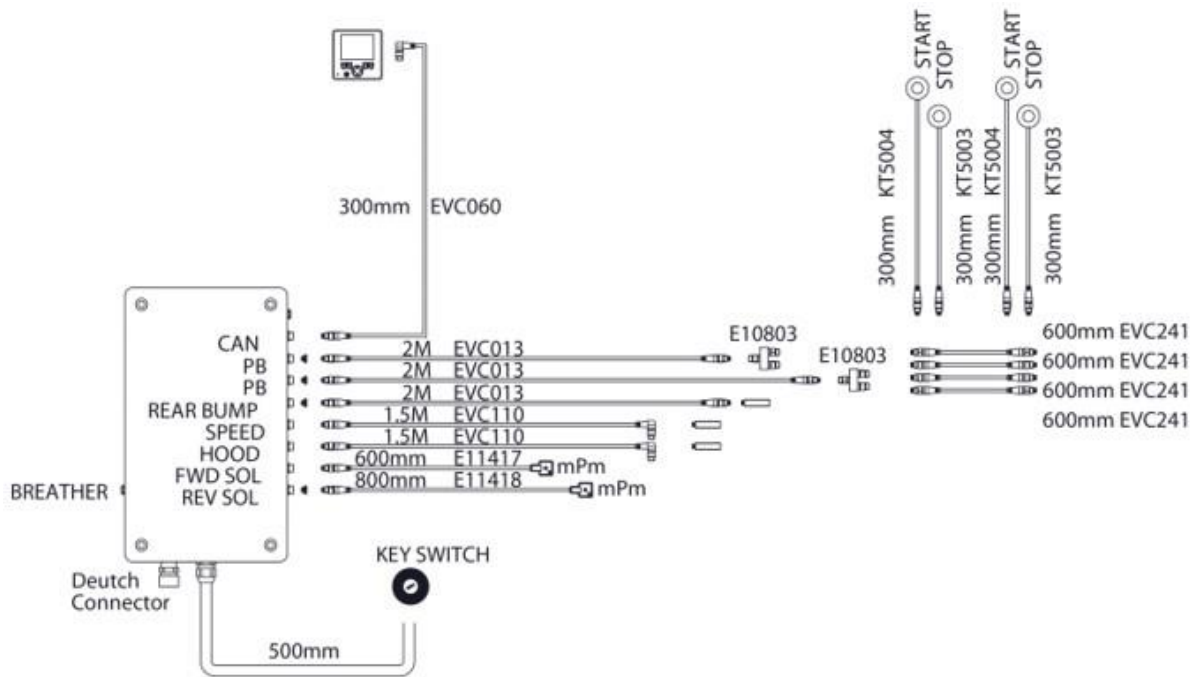 START
STOP
START
STOP
300mm KT5004
300mm KT5003
300mm KT5004
300mm KT5003
300mm EVC060
CAN
PB
PB
REAR BUMP
SPEED
HOOD
FWD SOL
REV SOL
BREATHER
2M EVC013
2M EVC013
2M EVC013
1.5M EVC110
1.5M EVC110
600mm E11417
800mm E11418
mPm
mPm
E10803
E10803
600mm EVC241
600mm EVC241
600mm EVC241
600mm EVC241
Deutch
Connector
KEY SWITCH
500mm